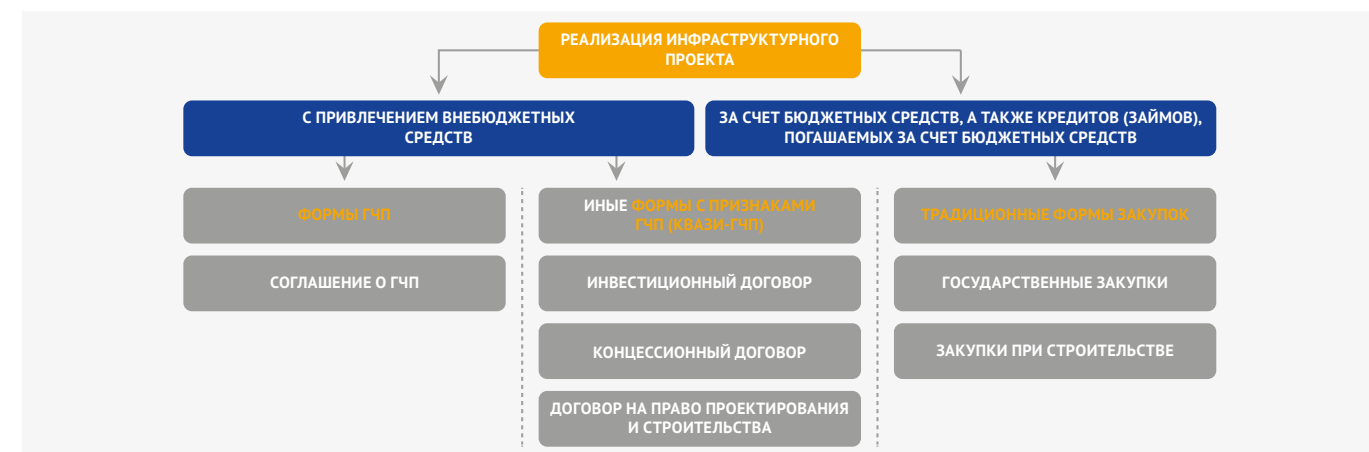 РЕАЛИЗАЦИЯ ИНФРАСТРУКТУРНОГО
ПРОЕКТА
С ПРИВЛЕЧЕНИЕМ ВНЕБЮДЖЕТНЫХ
СРЕДСТВ
ЗА СЧЕТ БЮДЖЕТНЫХ СРЕДСТВ, А ТАКЖЕ КРЕДИТОВ (ЗАЙМОВ),
ПОГАШАЕМЫХ ЗА СЧЕТ БЮДЖЕТНЫХ СРЕДСТВ
ФОРМЫ ГЧП
ИНЫЕ ФОРМЫ С ПРИЗНАКАМИ
ГЧП (КВАЗИ-ГЧП)
ТРАДИЦИОННЫЕ ФОРМЫ ЗАКУПОК
СОГЛАШЕНИЕ О ГЧП
ИНВЕСТИЦИОННЫЙ ДОГОВОР
ГОСУДАРСТВЕННЫЕ ЗАКУПКИ
КОНЦЕССИОННЫЙ ДОГОВОР
ЗАКУПКИ ПРИ СТРОИТЕЛЬСТВЕ
ДОГОВОР НА ПРАВО ПРОЕКТИРОВАНИЯ
И СТРОИТЕЛЬСТВА